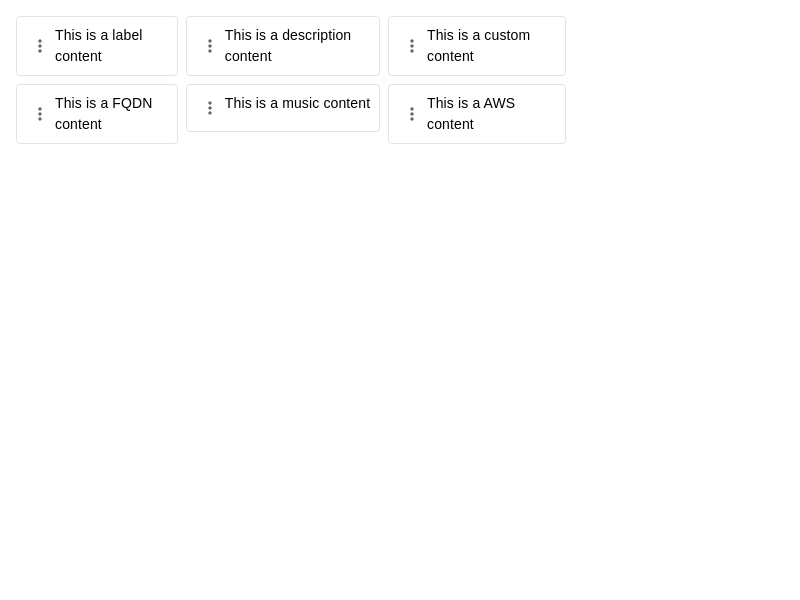 This is a label
content
This is a description
content
This is a custom
content
This is a FQDN
content
This is a music content
This is a AWS
content